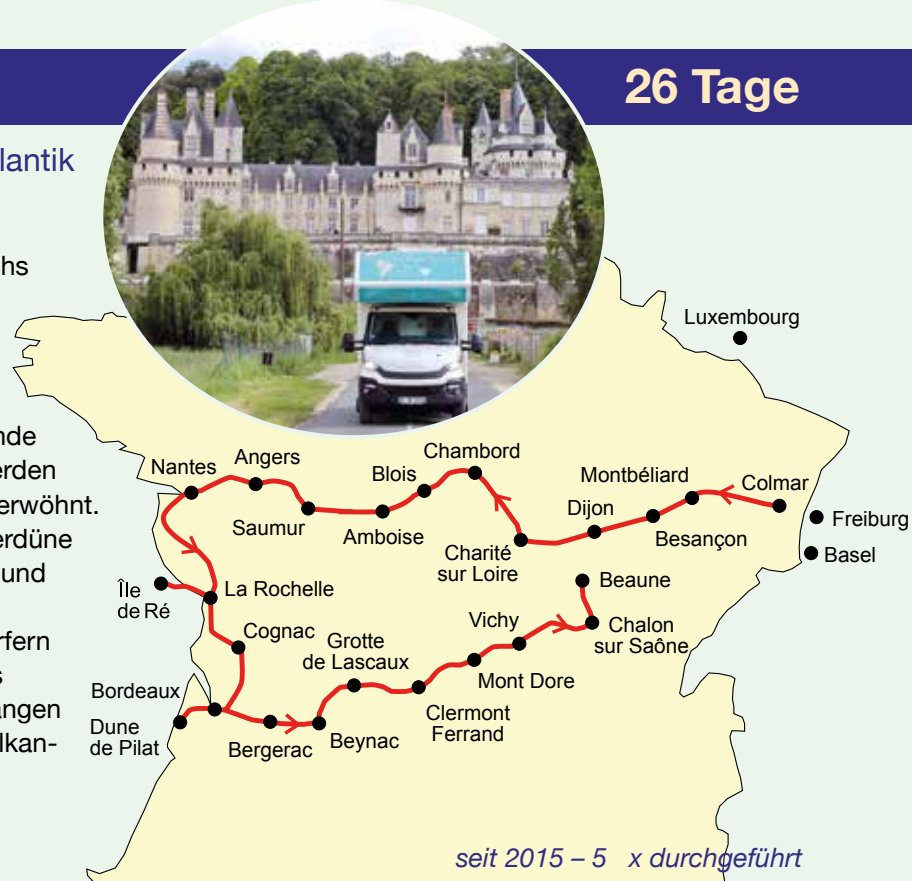 26 Tage
lantik
hs
nde
erden
erwöhnt.
erdüne
und
rfern
s
angen
lkan-
Luxembourg
Chambord
Angers
Nantes
Blois
Montbéliard
Colmar
Dijon
Freiburg
Saumur
Amboise
Besançon
Basel
Charité
sur Loire
Beaune
Île
de Ré
La Rochelle
Vichy
Chalon
sur Saône
Cognac
Grotte
de Lascaux
Mont Dore
Bordeaux
Clermont
Ferrand
Dune
de Pilat
Bergerac
Beynac
seit 2015 – 5 x durchgeführt